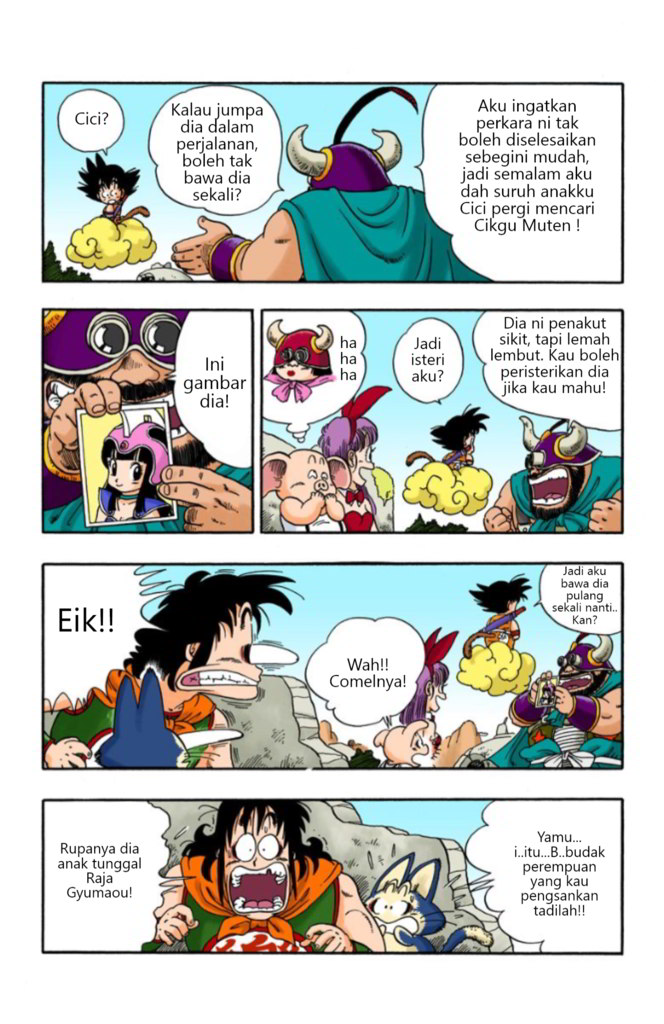 Aku ingatkan
perkara ni tak
boleh diselesaikan
sebegini mudah,
jadi semalam aku
dah suruh anakku
Cici pergi mencari
Cikgu Muten !
Kalau jumpa
dia dalam
perjalanan,
boleh tak
bawa dia
sekali?
Cici?
Ini
gambar
dia!
Dia ni penakut
sikit, tapi lemah
lembut. Kau boleh
peristerikan dia
jika kau mahu!
Jadi
isteri
aku?
ha
ha
ha
Jadi aku
bawa dia
pulang
sekali nanti..
Kan?
Wah!!
Comelnya!
Eik!!
Yamu...
i..itu...B..budak
perempuan
yang kau
pengsankan
tadilah!!
Rupanya dia
anak tunggal
Raja
Gyumaou!